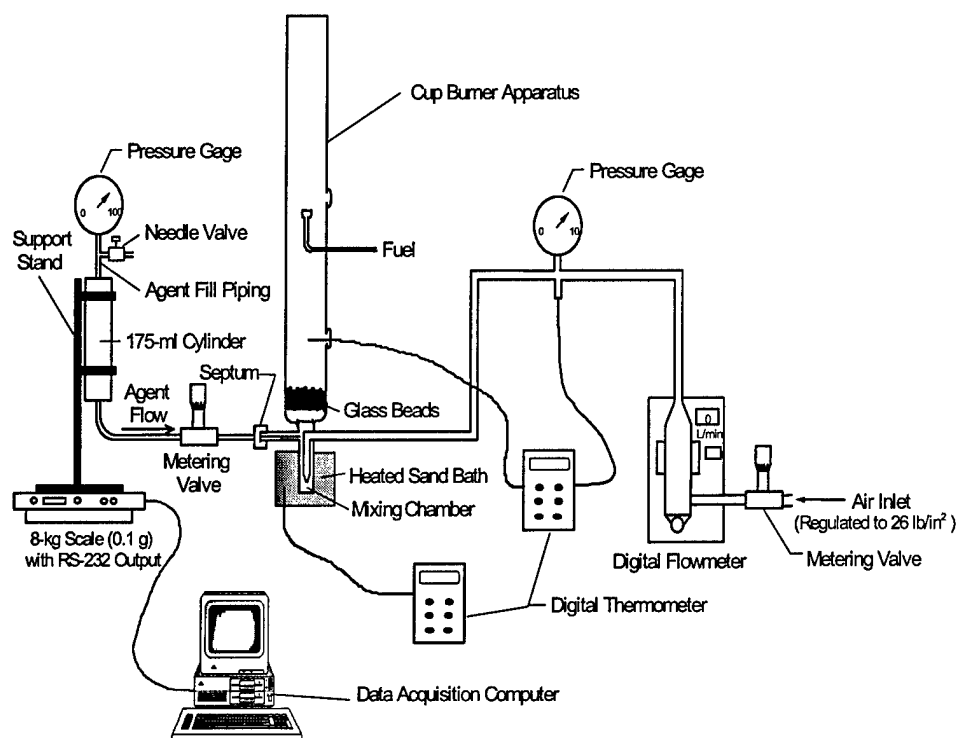 Cup Burner Apparatus
Pressure Gage
0 100
Needle Valve
Support
Stand
Agent Fill Piping
175-ml Cylinder
Agent
Flow
Septum
Metering
Valve
Fuel
Glass Beads
Heated Sand Bath
Mixing Chamber
Pressure Gage
0 10
0
L/min
Air Inlet
(Regulated to 26 lb/in²)
Metering Valve
Digital Flowmeter
Digital Thermometer
8-kg Scale (0.1 g)
with RS-232 Output
Data Acquisition Computer